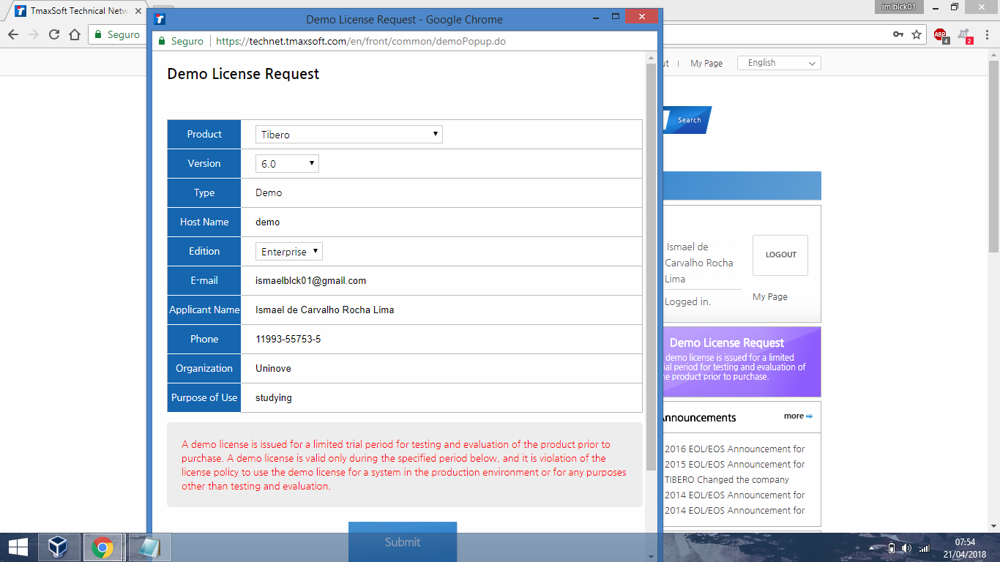 TmaxSoft Technical Netw
imlblck01
Demo License Request - Google Chrome
Seguro
Seguro
https://technet.tmaxsoft.com/en/front/common/demoPopup.do
ABP
4
2
ut
My Page
English
Search
Demo License Request
Product
Tibero
Version
6.0
Type
Demo
Host Name
demo
Edition
Enterprise
E-mail
ismaelblck01@gmail.com
Applicant Name
Ismael de Carvalho Rocha Lima
Phone
11993-55753-5
Organization
Uninove
Purpose of Use
studying
A demo license is issued for a limited trial period for testing and evaluation of the product prior to
purchase. A demo license is valid only during the specified period below, and it is violation of the
license policy to use the demo license for a system in the production environment or for any purposes
other than testing and evaluation.
Submit
Ismael de
Carvalho Rocha
Lima
Logged in.
LOGOUT
My Page
Demo License Request
demo license is issued for a limited
ial period for testing and evaluation of
e product prior to purchase.
Announcements
more
2016 EOL/EOS Announcement for
2015 EOL/EOS Announcement for
TIBERO Changed the company
2014 EOL/EOS Announcement for
2014 EOL/EOS Announcement for
07:54
21/04/2018